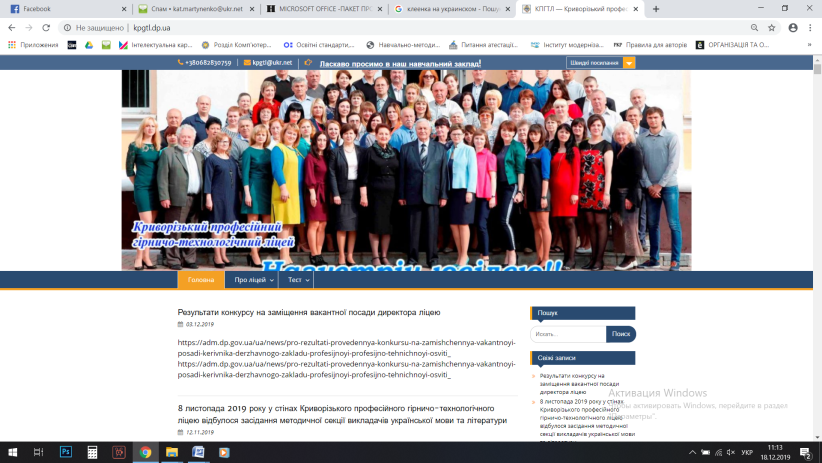 Facebook
Спам • kat.martynenko@ukr.net
MICROSOFT OFFICE -ПАКЕТ ПРО
клеенка на украинском - Пошук
КПГТЛ — Криворізький профес
Не защищено | kpgtl.dp.ua
Приложения
Інтелектуальна кар...
Розділ Комп'ютер...
Освітні стандарти,...
Навчально-методи...
Питання атестаціі...
Інститут модерніза...
Правила для авторів
ОРГАНІЗАЦІЯ ТА О...
+380682830759
kpgtl@ukr.net
Ласкаво просимо в наш навчальний заклад!
Швидкі посилання
Криворізький професійний
гірничо-технологічний ліцей
Назустріч ювілею!!
Головна
Про ліцей
Тест
Результати конкурсу на заміщення вакантної посади директора ліцею
03.12.2019
https://adm.dp.gov.ua/ua/news/pro-rezultati-provedennya-konkursu-na-zamishchennya-vakantnoyi-
posadi-kerivnika-derzhavnogo-zakladu-profesijnoyi-profesijno-tehnichnoyi-osviti_
https://adm.dp.gov.ua/ua/news/pro-rezultati-provedennya-konkursu-na-zamishchennya-vakantnoyi-
posadi-kerivnika-derzhavnogo-zakladu-profesijnoyi-profesijno-tehnichnoyi-osviti_
8 листопада 2019 року у стінах Криворізького професійного гірничо-технологічного
ліцею відбулося засідання методичної секції викладачів української мови та літератури
12.11.2019
Пошук
Искать...
Поіск
Свіжі записи
Результати конкурсу на
заміщення вакантної посади
директора ліцею
8 листопада 2019 року у стінах
Криворізького професійного
гірничо-технологічного ліцею
відбулося засідання методичної
секції викладачів української мови
Активация Windows
Чтобы активировать Windows, перейдите в раздел
"Параметры".
УКР
11:13
18.12.2019